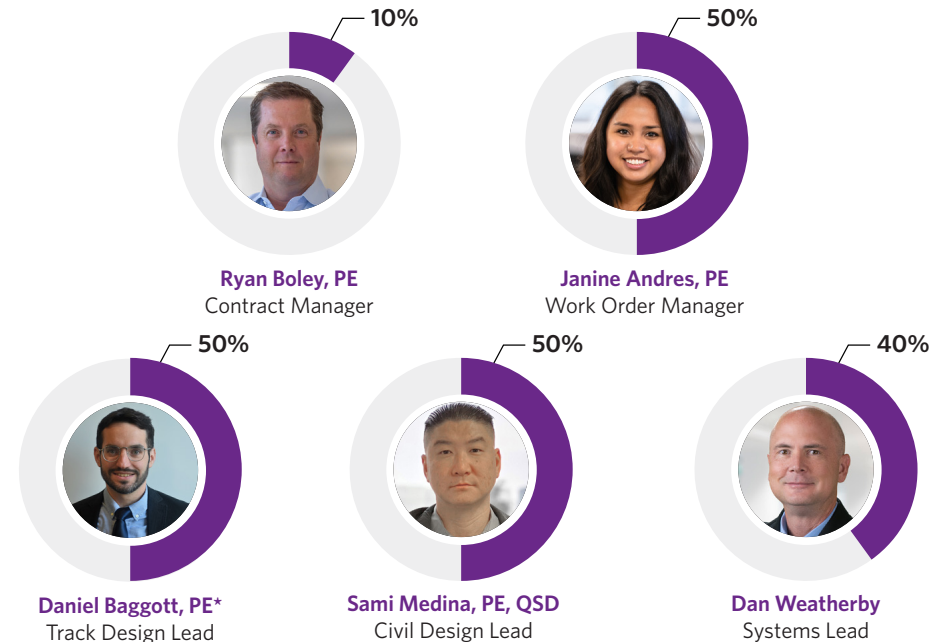 10%
50%
Ryan Boley, PE
Contract Manager
Janine Andres, PE
Work Order Manager
50%
50%
40%
Daniel Baggott, PE*
Track Design Lead
Sami Medina, PE, QSD
Civil Design Lead
Dan Weatherby
Systems Lead